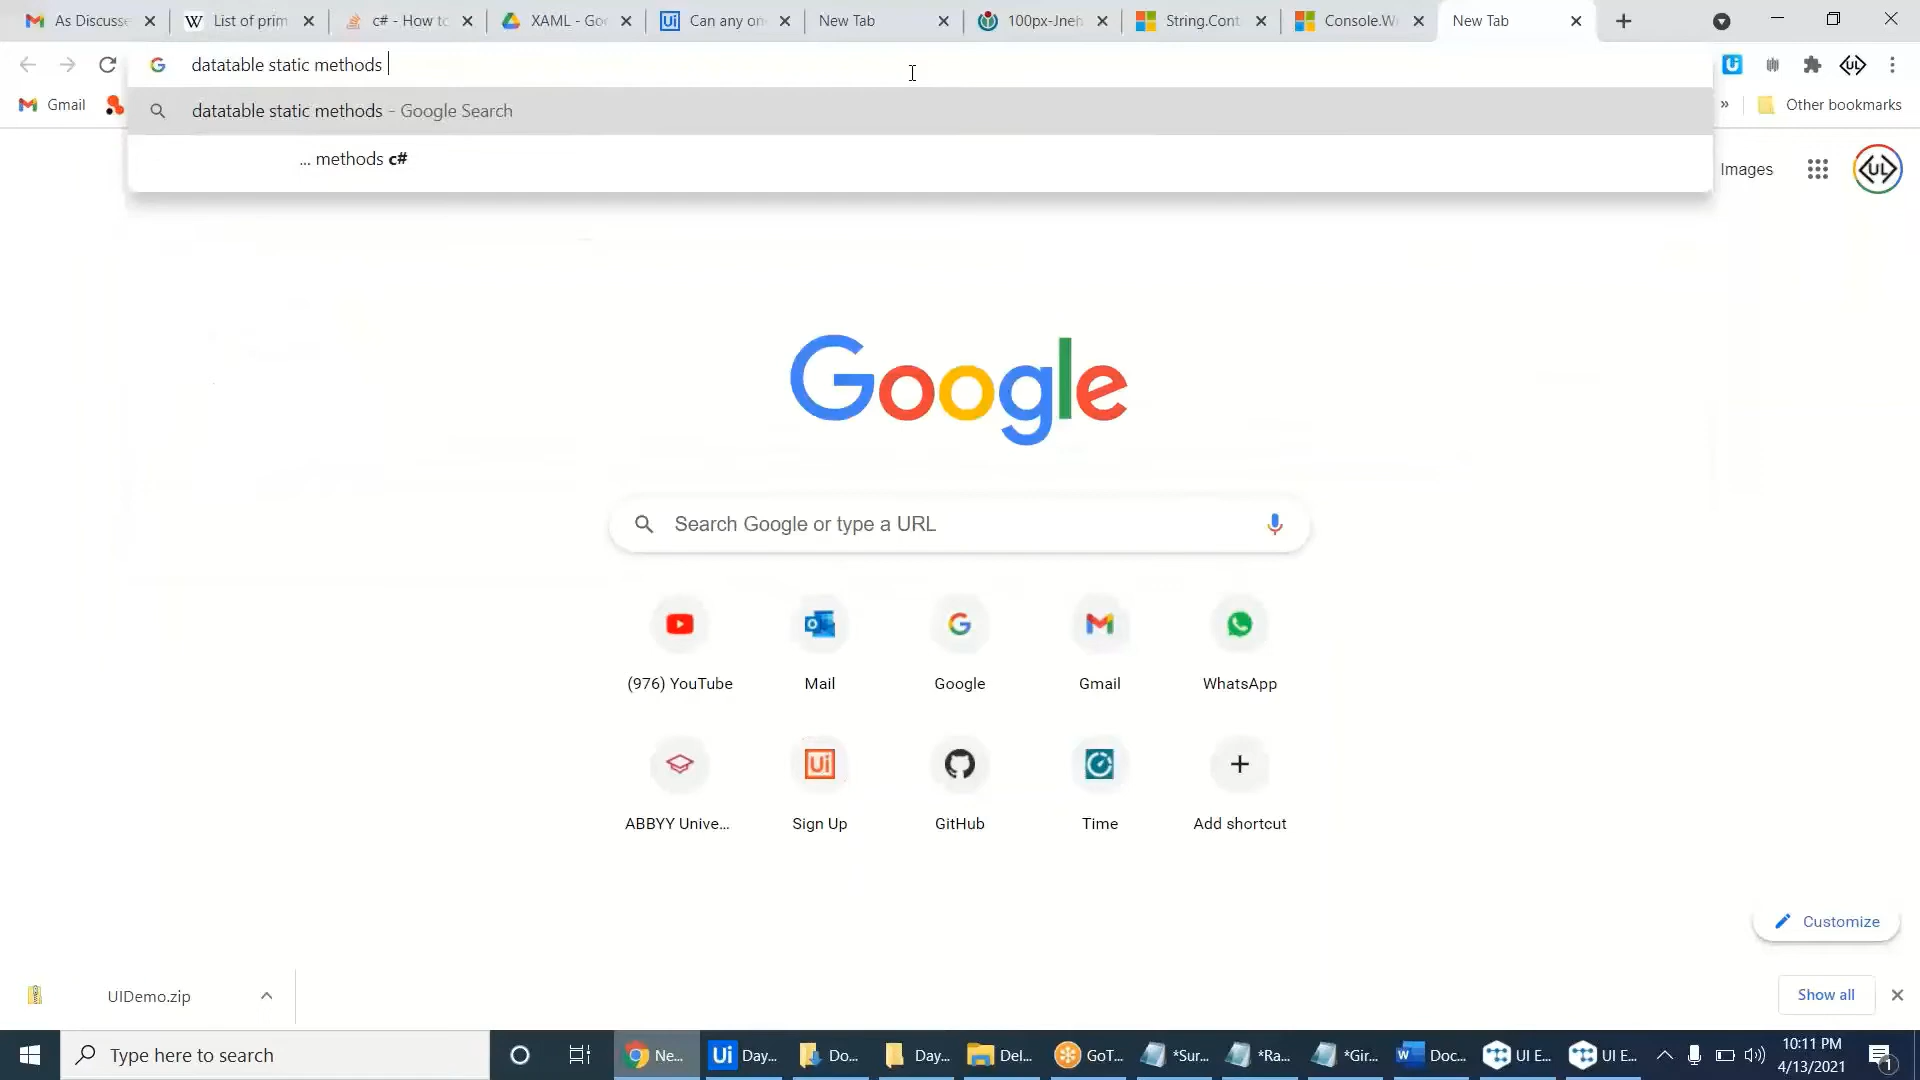 As Discusse
List of prim
c# - How to
XAML - Goo
Can any on
New Tab
100px-Jneh
String.Cont
Console.W
New Tab
datatable static methods
Gmail
» Other bookmarks
datatable static methods - Google Search
... methods c#
Images
UL
Google
Search Google or type a URL
(976) YouTube
Mail
Google
Gmail
WhatsApp
ABBYY Unive...
Sign Up
GitHub
Time
Add shortcut
Customize
UIDemo.zip
Show all
Type here to search
Ne...
Day...
Do...
Day...
Del...
GoT...
*Sur...
*Ra...
*Gir...
Doc...
UI E...
UI E...
10:11 PM
4/13/2021
1